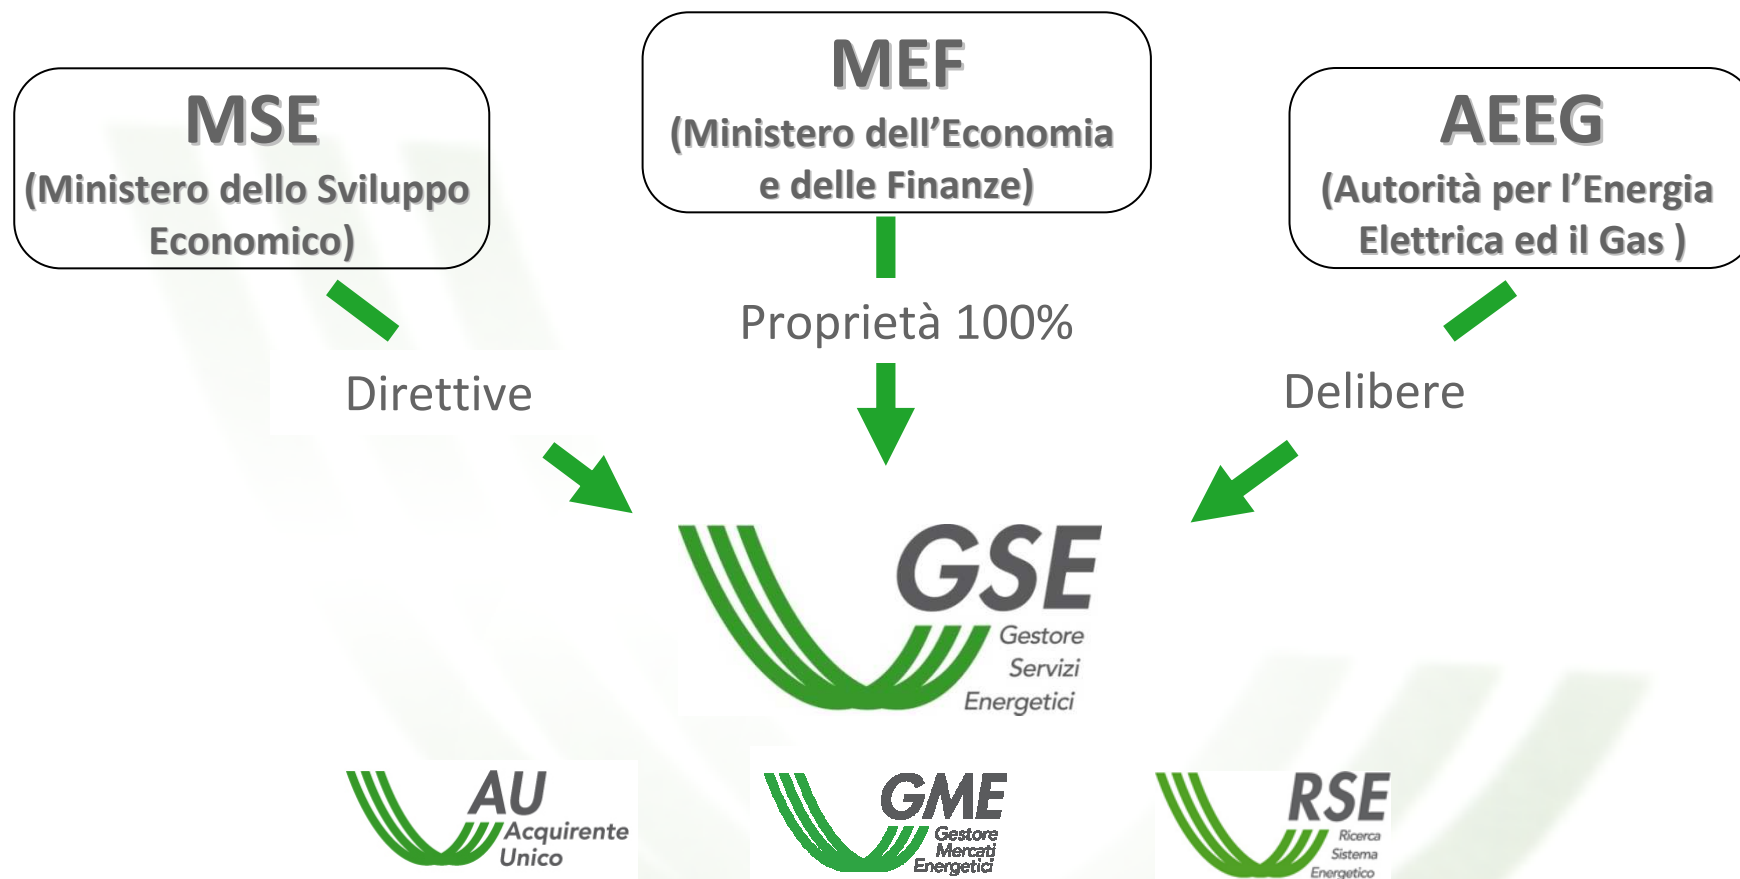 MSE
(Ministero dello Sviluppo
Economico)
MEF
(Ministero dell’Economia
e delle Finanze)
AEEG
(Autorità per l’Energia
Elettrica ed il Gas )
Direttive
Proprietà 100%
Delibere
GSE
Gestore
Servizi
Energetici
AU
Acquirente
Unico
GME
Gestore
Mercati
Energetici
RSE
Ricerca
Sistema
Energetico